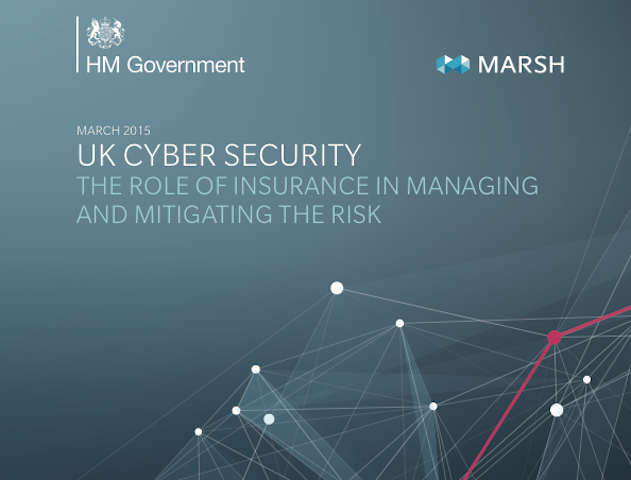 HM Government
MARSH
MARCH 2015
UK CYBER SECURITY
THE ROLE OF INSURANCE IN MANAGING
AND MITIGATING THE RISK